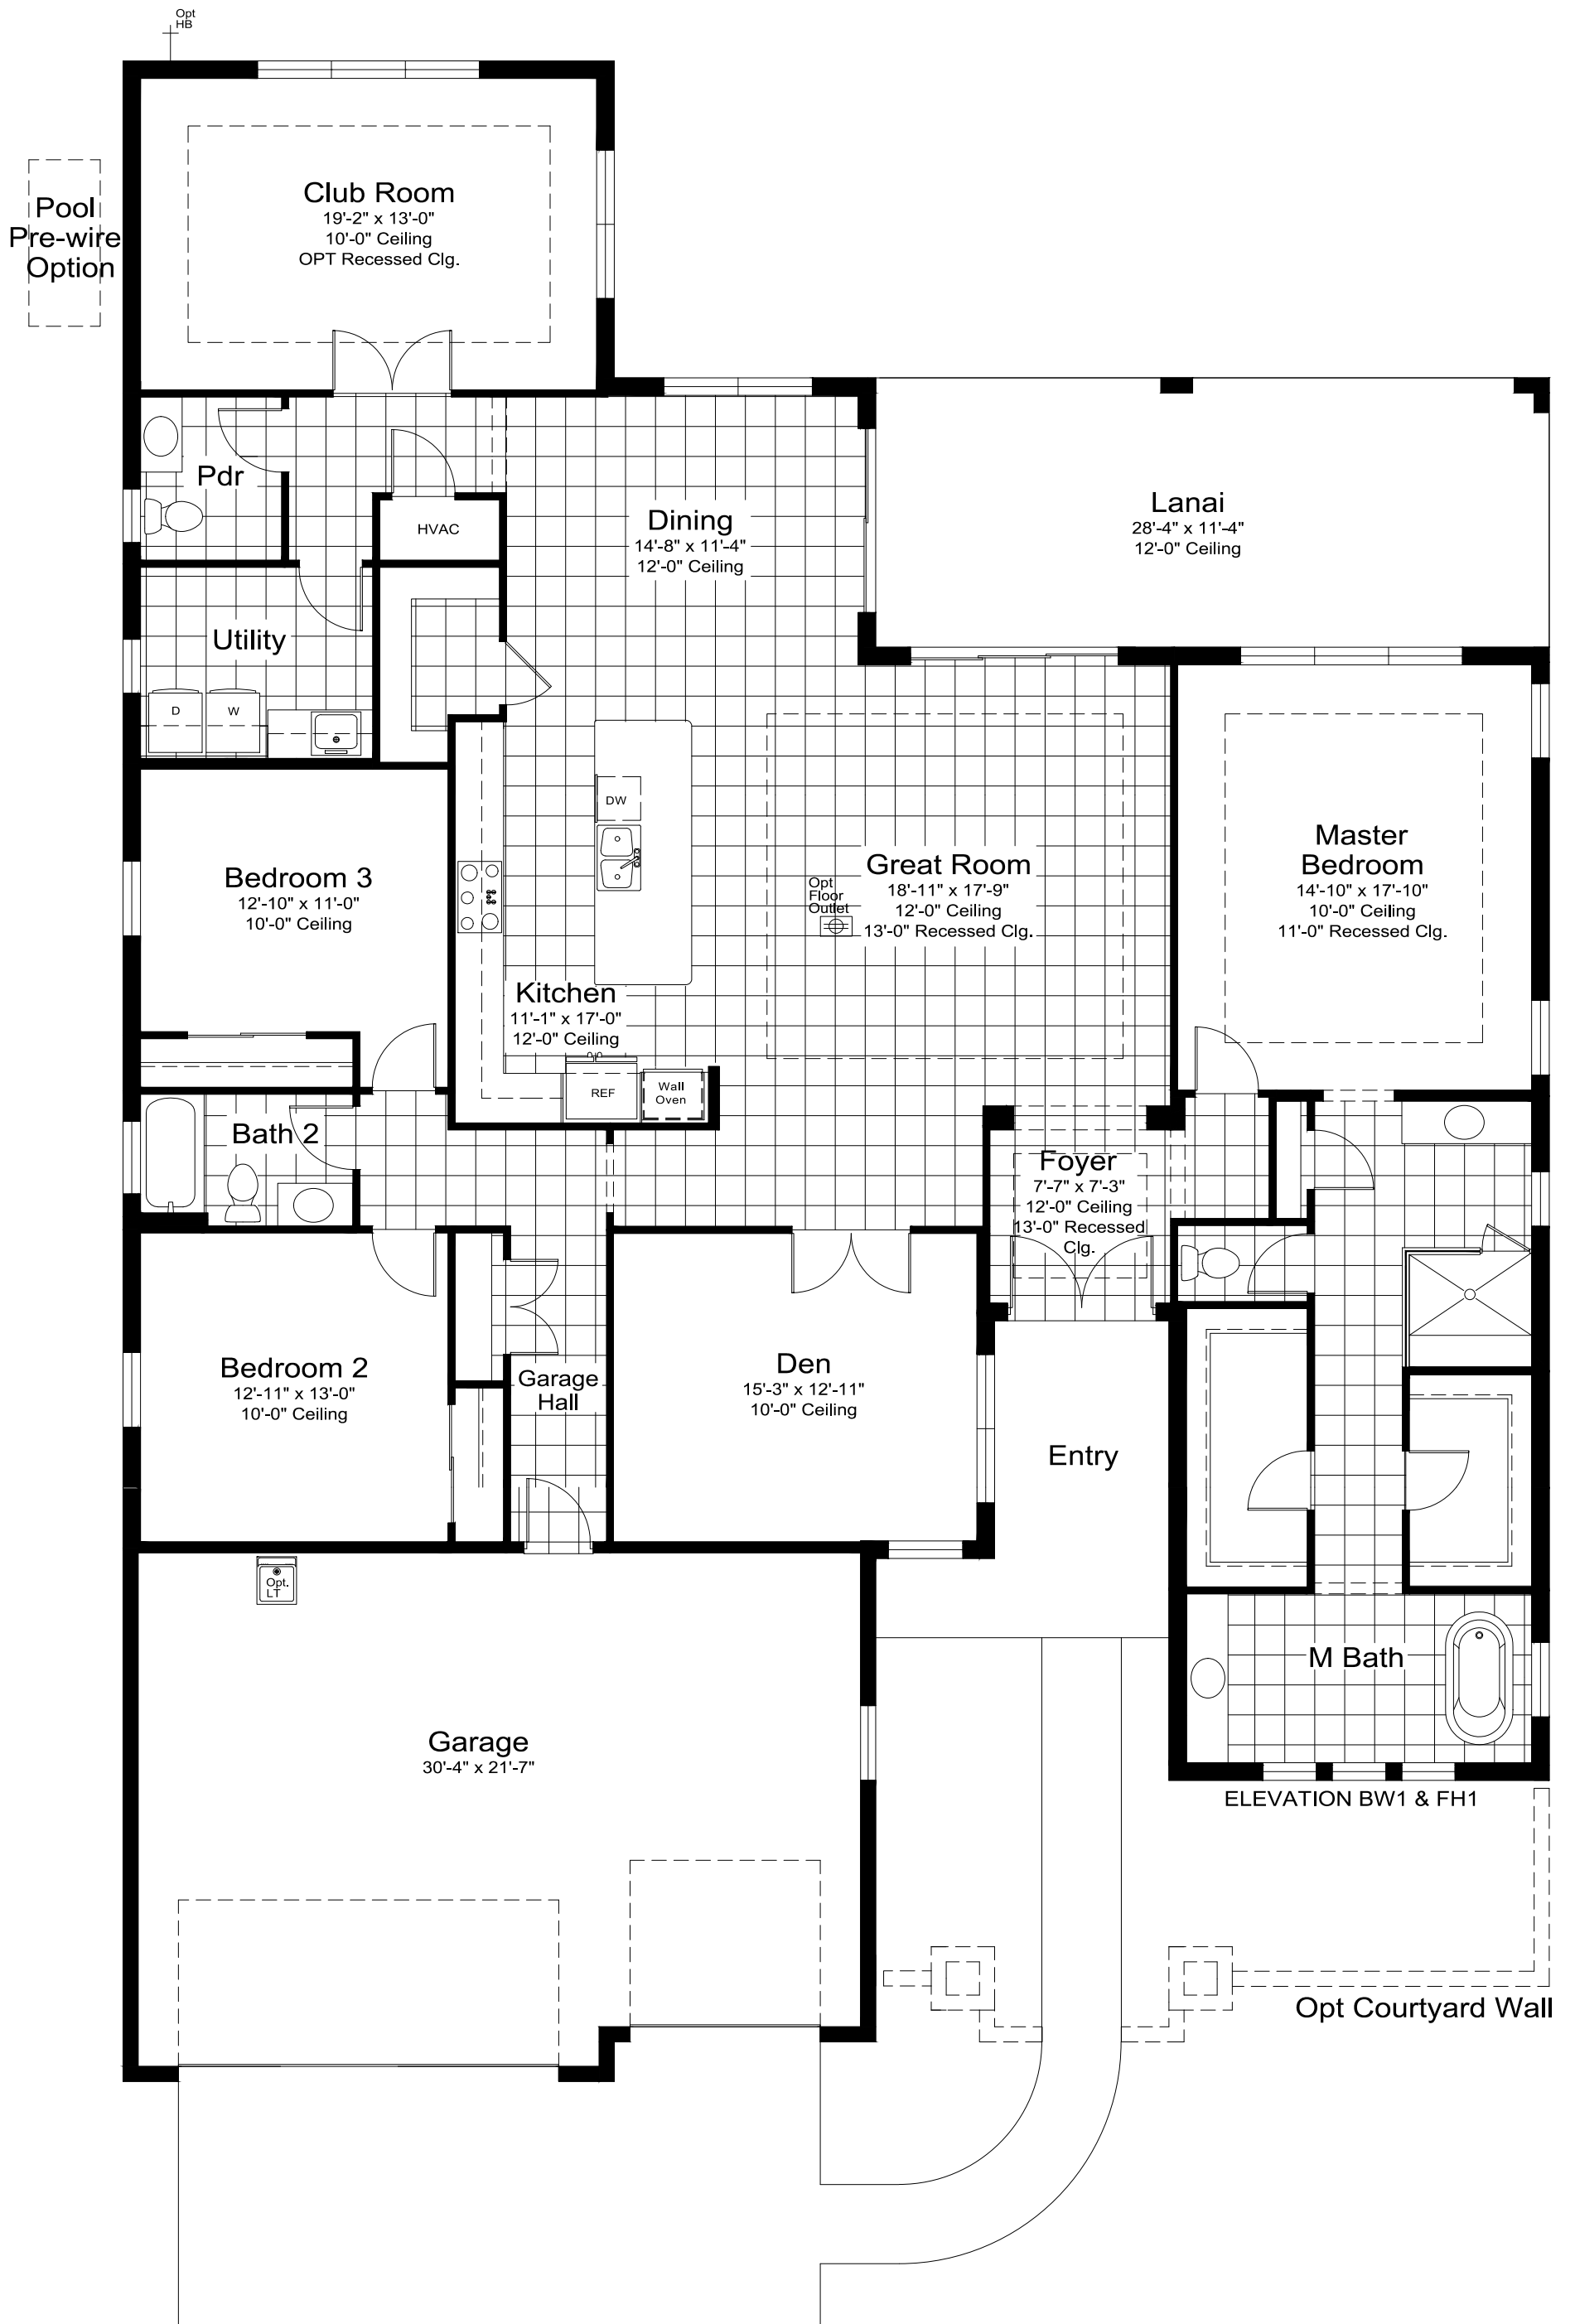 Opt
HB
Club Room
19'-2" x 13'-0"
10'-0" Ceiling
OPT Recessed Clg.
Pool
Pre-wire
Option
Pdr
HVAC
Dining
14'-8" x 11'-4"
12'-0" Ceiling
Lanai
28'-4" x 11'-4"
12'-0" Ceiling
Utility
D
W
DW
Bedroom 3
12'-10" x 11'-0"
10'-0" Ceiling
Great Room
18'-11" x 17'-9"
12'-0" Ceiling
13'-0" Recessed Clg.
Opt
Floor
Outlet
Master
Bedroom
14'-10" x 17'-10"
10'-0" Ceiling
11'-0" Recessed Clg.
Kitchen
11'-1" x 17'-0"
12'-0" Ceiling
REF
Wall
Oven
Bath 2
Foyer
7'-7" x 7'-3"
12'-0" Ceiling
13'-0" Recessed
Clg.
Bedroom 2
12'-11" x 13'-0"
10'-0" Ceiling
Garage
Hall
Den
15'-3" x 12'-11"
10'-0" Ceiling
Entry
Opt.
LT
M Bath
Garage
30'-4" x 21'-7"
ELEVATION BW1 & FH1
Opt Courtyard Wall